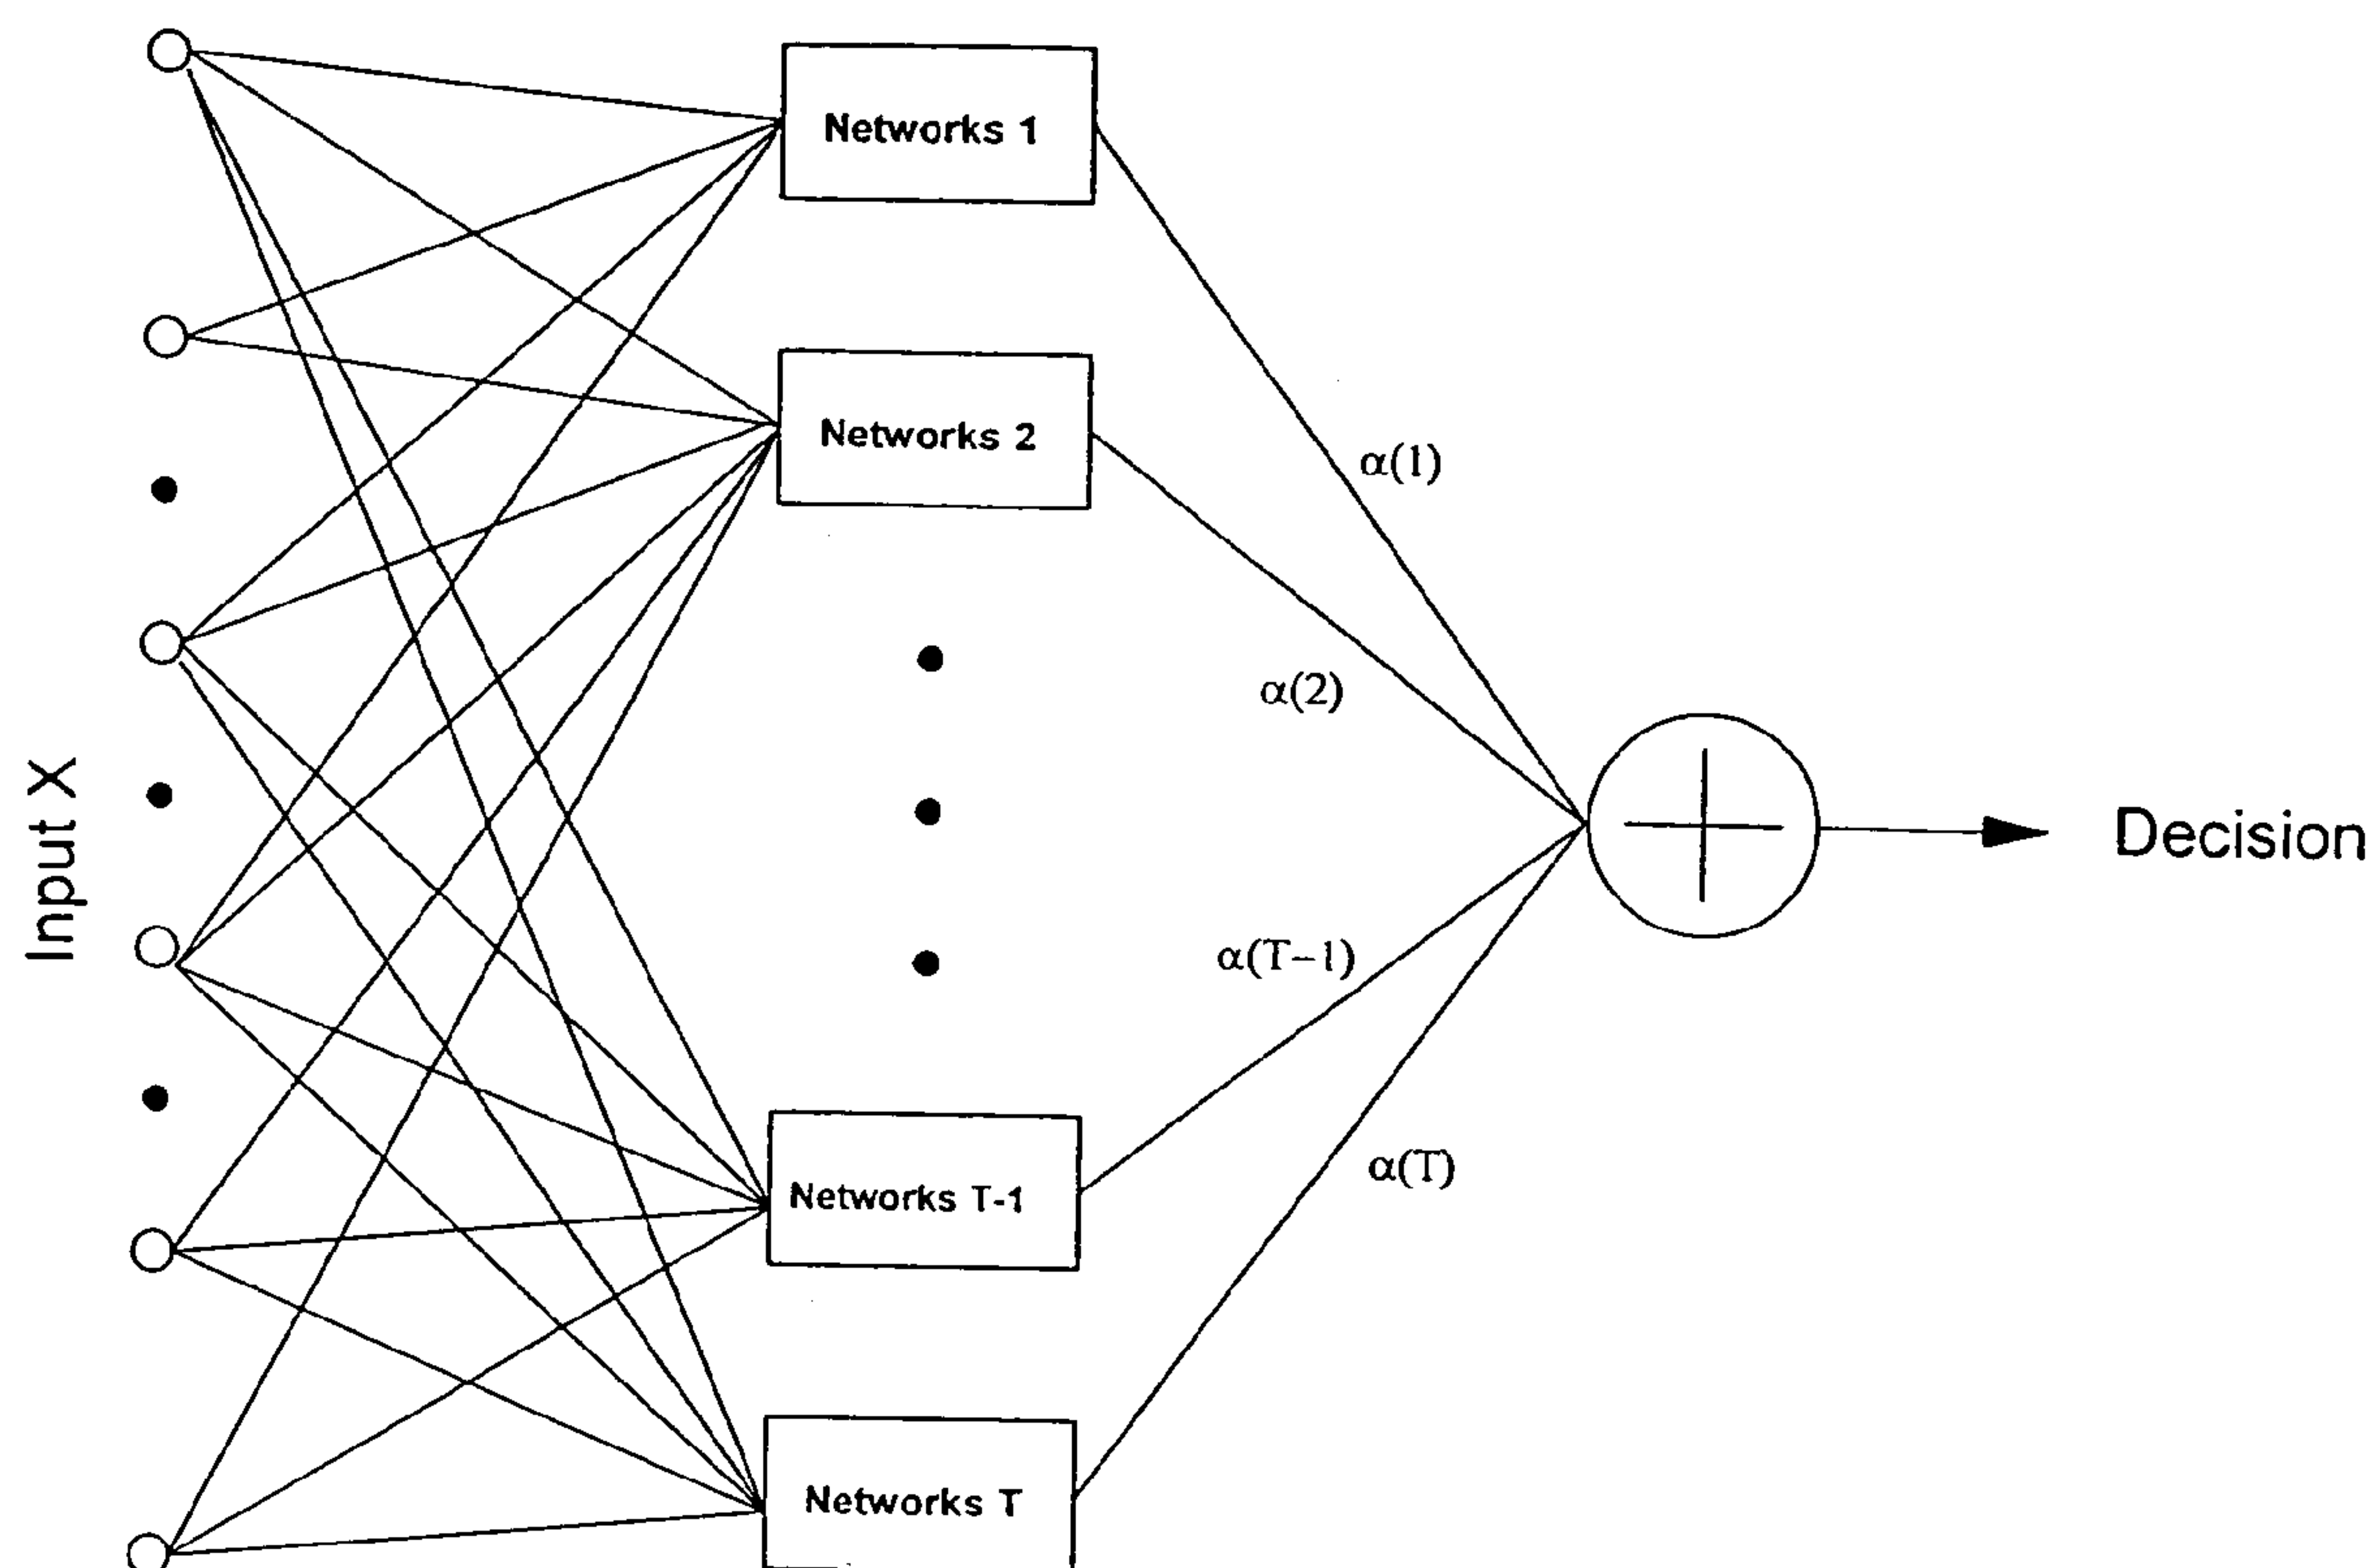 Input X
Networks 1
Networks 2
Networks T-1
Networks T
α(1)
α(2)
α(T-1)
α(T)
Decision